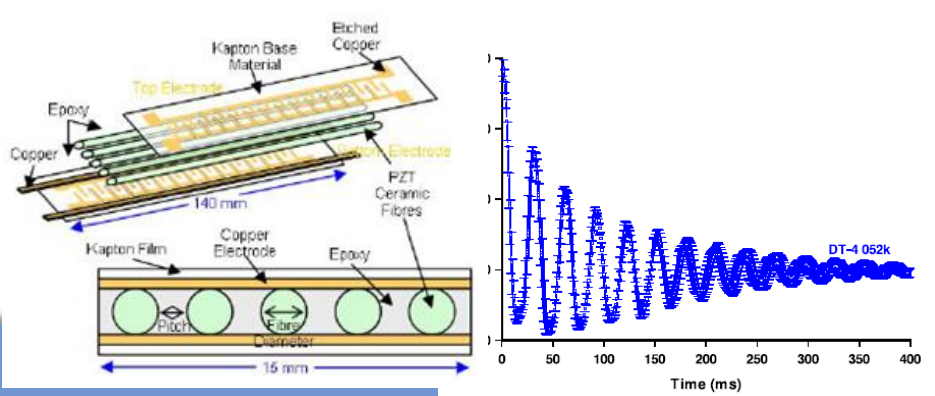 Etched
Copper
Kapton Base
Material
Top Electrode
Epoxy
Copper
Bottom Electrode
PZT
Ceramic
Fibres
140 mm
Kapton Film
Copper
Electrode
Epoxy
Pitch
Fibre
Diameter
15 mm
DT-4 052k
0 50 100 150 200 250 300 350 400
Time (ms)